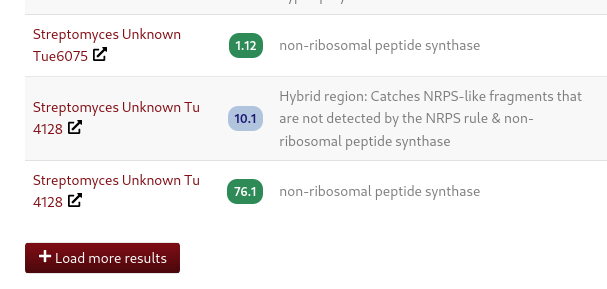 Streptomyces Unknown
Tue6075
1.12
non-ribosomal peptide synthase
Streptomyces Unknown Tu
4128
10.1
Hybrid region: Catches NRPS-like fragments that
are not detected by the NRPS rule & non-
ribosomal peptide synthase
Streptomyces Unknown Tu
4128
76.1
non-ribosomal peptide synthase
Load more results